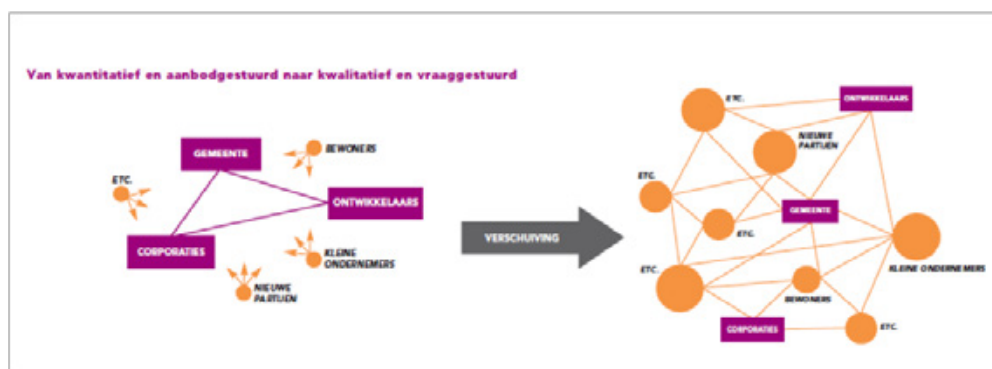 Van kwantitatief en aanbodgestuurd naar kwalitatief en vraaggestuurd
GEMEENTE
BEWONERS
ETC.
ONTWIKKELAARS
CORPORATIES
KLEINE
ONDERNEMERS
NIEUWE
PARTIJEN
VERSCHUIVING
ETC.
ONTWIKKELAARS
NIEUWE
PARTIJEN
ETC.
GEMEENTE
ETC.
ETC.
KLEINE ONDERNEMERS
BEWONERS
CORPORATIES
ETC.